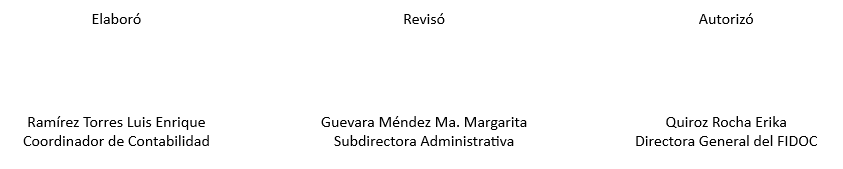 Elaboró
Revisó
Autorizó
Ramírez Torres Luis Enrique
Guevara Méndez Ma. Margarita
Quiroz Rocha Erika
Coordinador de Contabilidad
Subdirectora Administrativa
Directora General del FIDOC